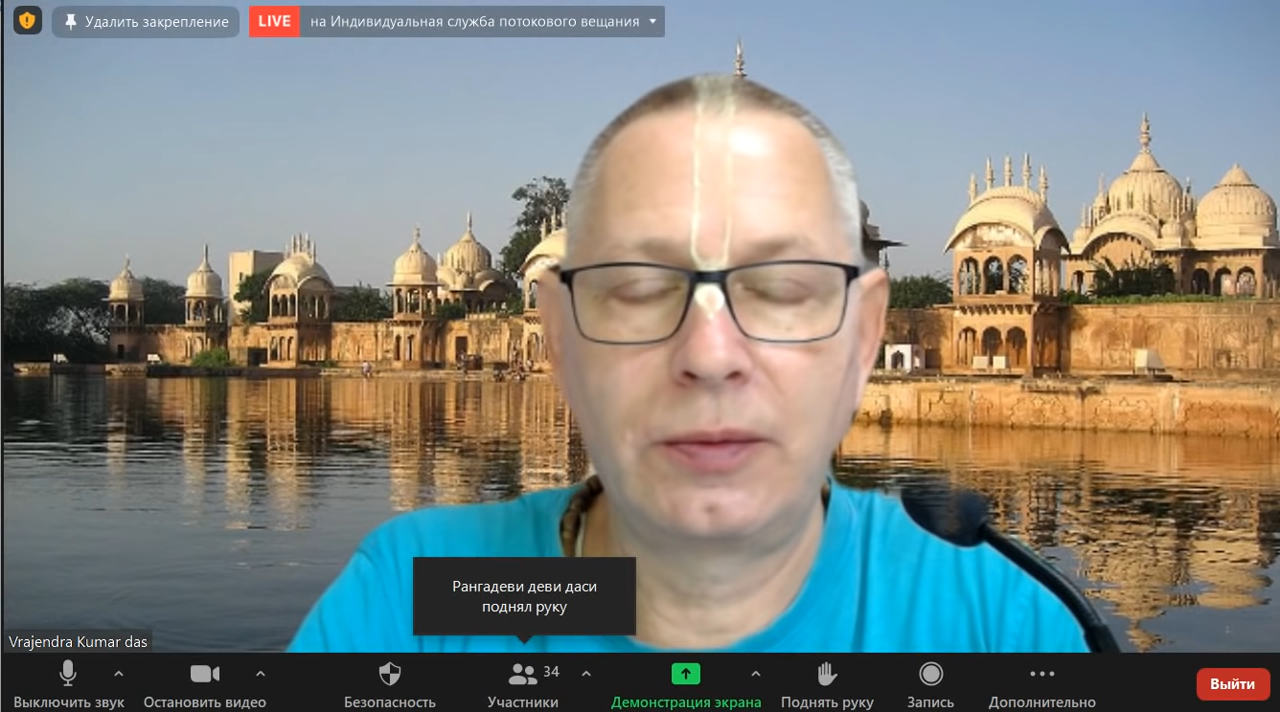 Удалить закрепление
LIVE на Индивидуальная служба потокового вещания
Рангадеви деви даси
поднял руку
Vrajendra Kumar das
34
Выключить звук
Остановить видео
Безопасность
Участники
Демонстрация экрана
Поднять руку
Запись
Дополнительно
Выйти